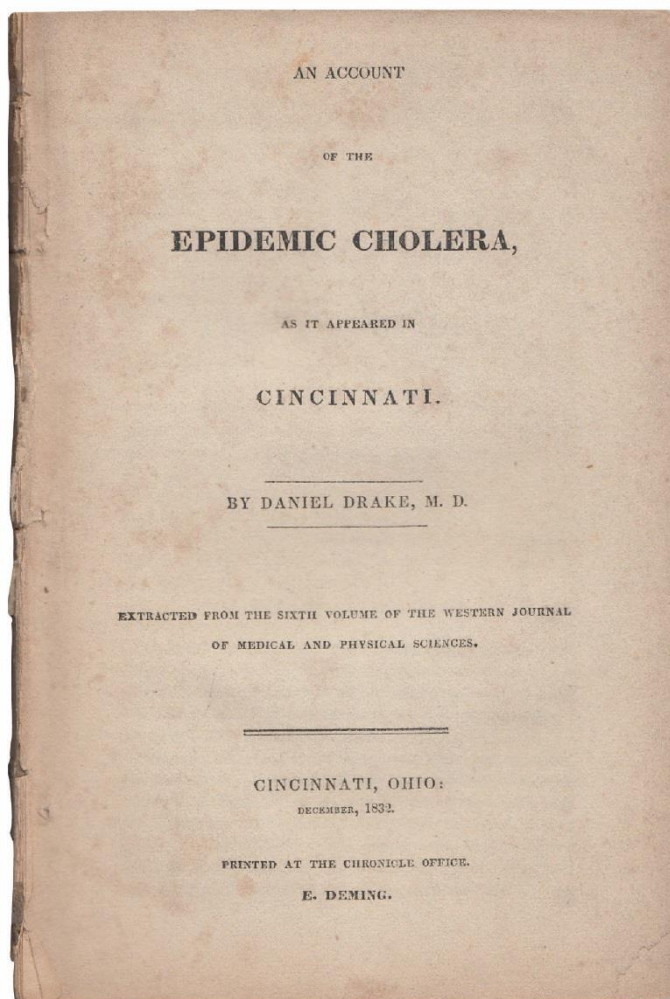 AN ACCOUNT
OF THE
EPIDEMIC CHOLERA,
AS IT APPEARED IN
CINCINNATI.
BY DANIEL DRAKE, M. D.
EXTRACTED FROM THE SIXTH VOLUME OF THE WESTERN JOURNAL
OF MEDICAL AND PHYSICAL SCIENCES.
CINCINNATI, OHIO:
DECEMBER, 1832.
PRINTED AT THE CHRONICLE OFFICE.
E. DEMING.